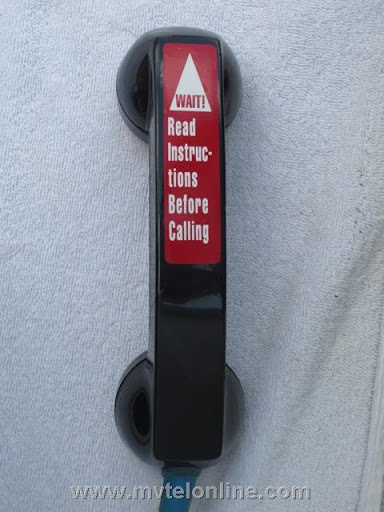 WAIT!
Read
Instruc-
tions
Before
Calling
www.mvtelonline.com